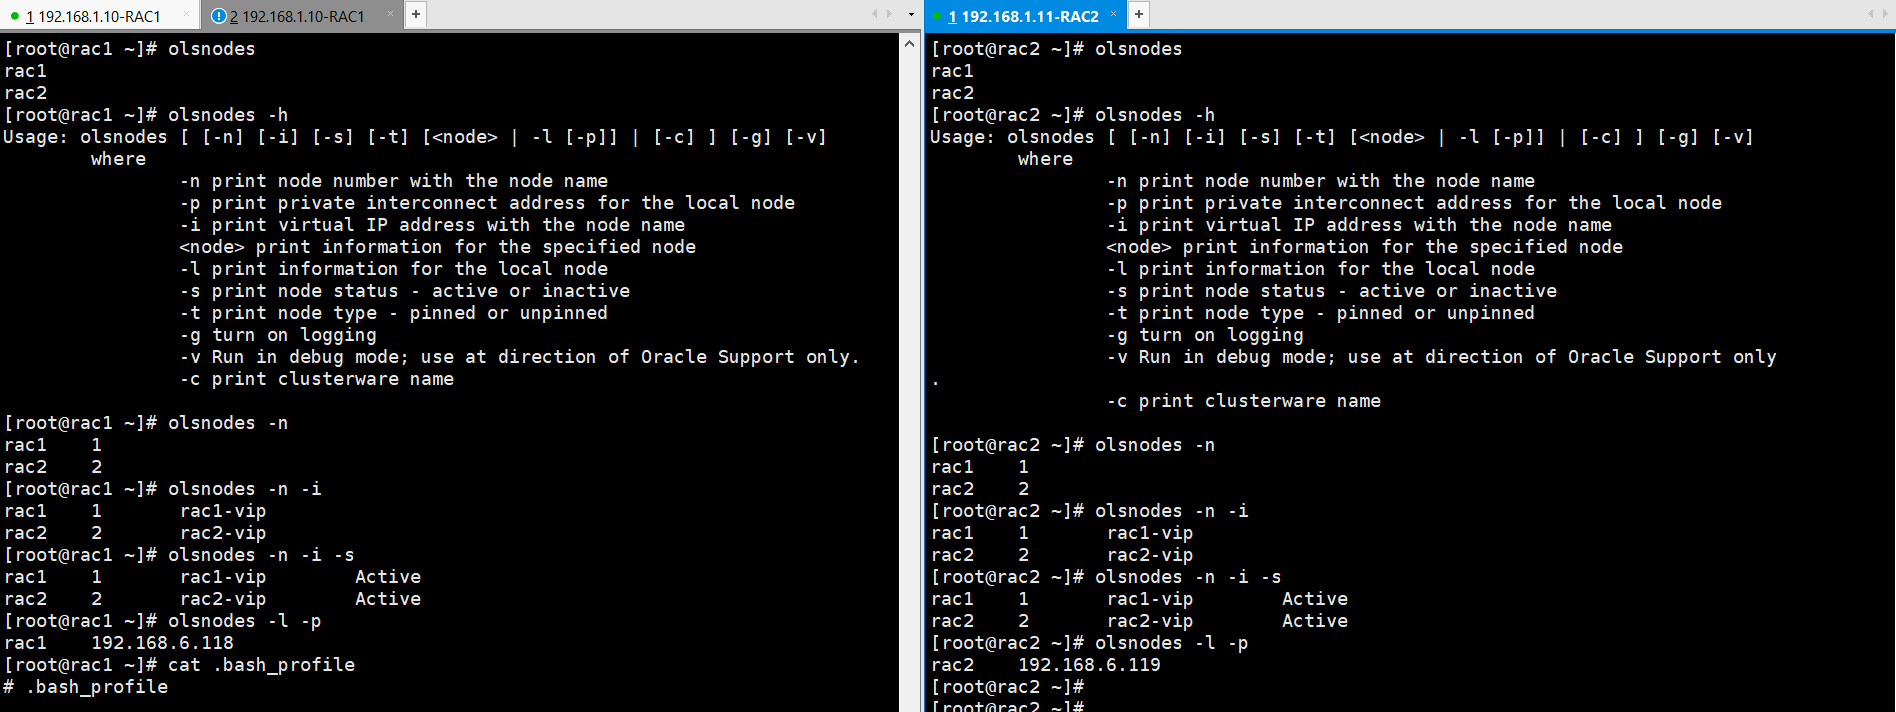 1 192.168.1.10-RAC1 ×
2 192.168.1.10-RAC1 ×
+
[root@rac1 ~]# olsnodes
rac1
rac2
[root@rac1 ~]# olsnodes -h
Usage: olsnodes [ [-n] [-i] [-s] [-t] [<node> | -l [-p]] | [-c] ] [-g] [-v]
where
-n print node number with the node name
-p print private interconnect address for the local node
-i print virtual IP address with the node name
<node> print information for the specified node
-l print information for the local node
-s print node status - active or inactive
-t print node type - pinned or unpinned
-g turn on logging
-v Run in debug mode; use at direction of Oracle Support only.
-c print clusterware name
[root@rac1 ~]# olsnodes -n
rac1 1
rac2 2
[root@rac1 ~]# olsnodes -n -i
rac1 1 rac1-vip
rac2 2 rac2-vip
[root@rac1 ~]# olsnodes -n -i -s
rac1 1 rac1-vip Active
rac2 2 rac2-vip Active
[root@rac1 ~]# olsnodes -l -p
rac1 192.168.6.118
[root@rac1 ~]# cat .bash_profile
# .bash_profile
1 192.168.1.11-RAC2 ×
+
[root@rac2 ~]# olsnodes
rac1
rac2
[root@rac2 ~]# olsnodes -h
Usage: olsnodes [ [-n] [-i] [-s] [-t] [<node> | -l [-p]] | [-c] ] [-g] [-v]
where
-n print node number with the node name
-p print private interconnect address for the local node
-i print virtual IP address with the node name
<node> print information for the specified node
-l print information for the local node
-s print node status - active or inactive
-t print node type - pinned or unpinned
-g turn on logging
-v Run in debug mode; use at direction of Oracle Support only
.
-c print clusterware name
[root@rac2 ~]# olsnodes -n
rac1 1
rac2 2
[root@rac2 ~]# olsnodes -n -i
rac1 1 rac1-vip
rac2 2 rac2-vip
[root@rac2 ~]# olsnodes -n -i -s
rac1 1 rac1-vip Active
rac2 2 rac2-vip Active
[root@rac2 ~]# olsnodes -l -p
rac2 192.168.6.119
[root@rac2 ~]#
[root@rac2 ~]#